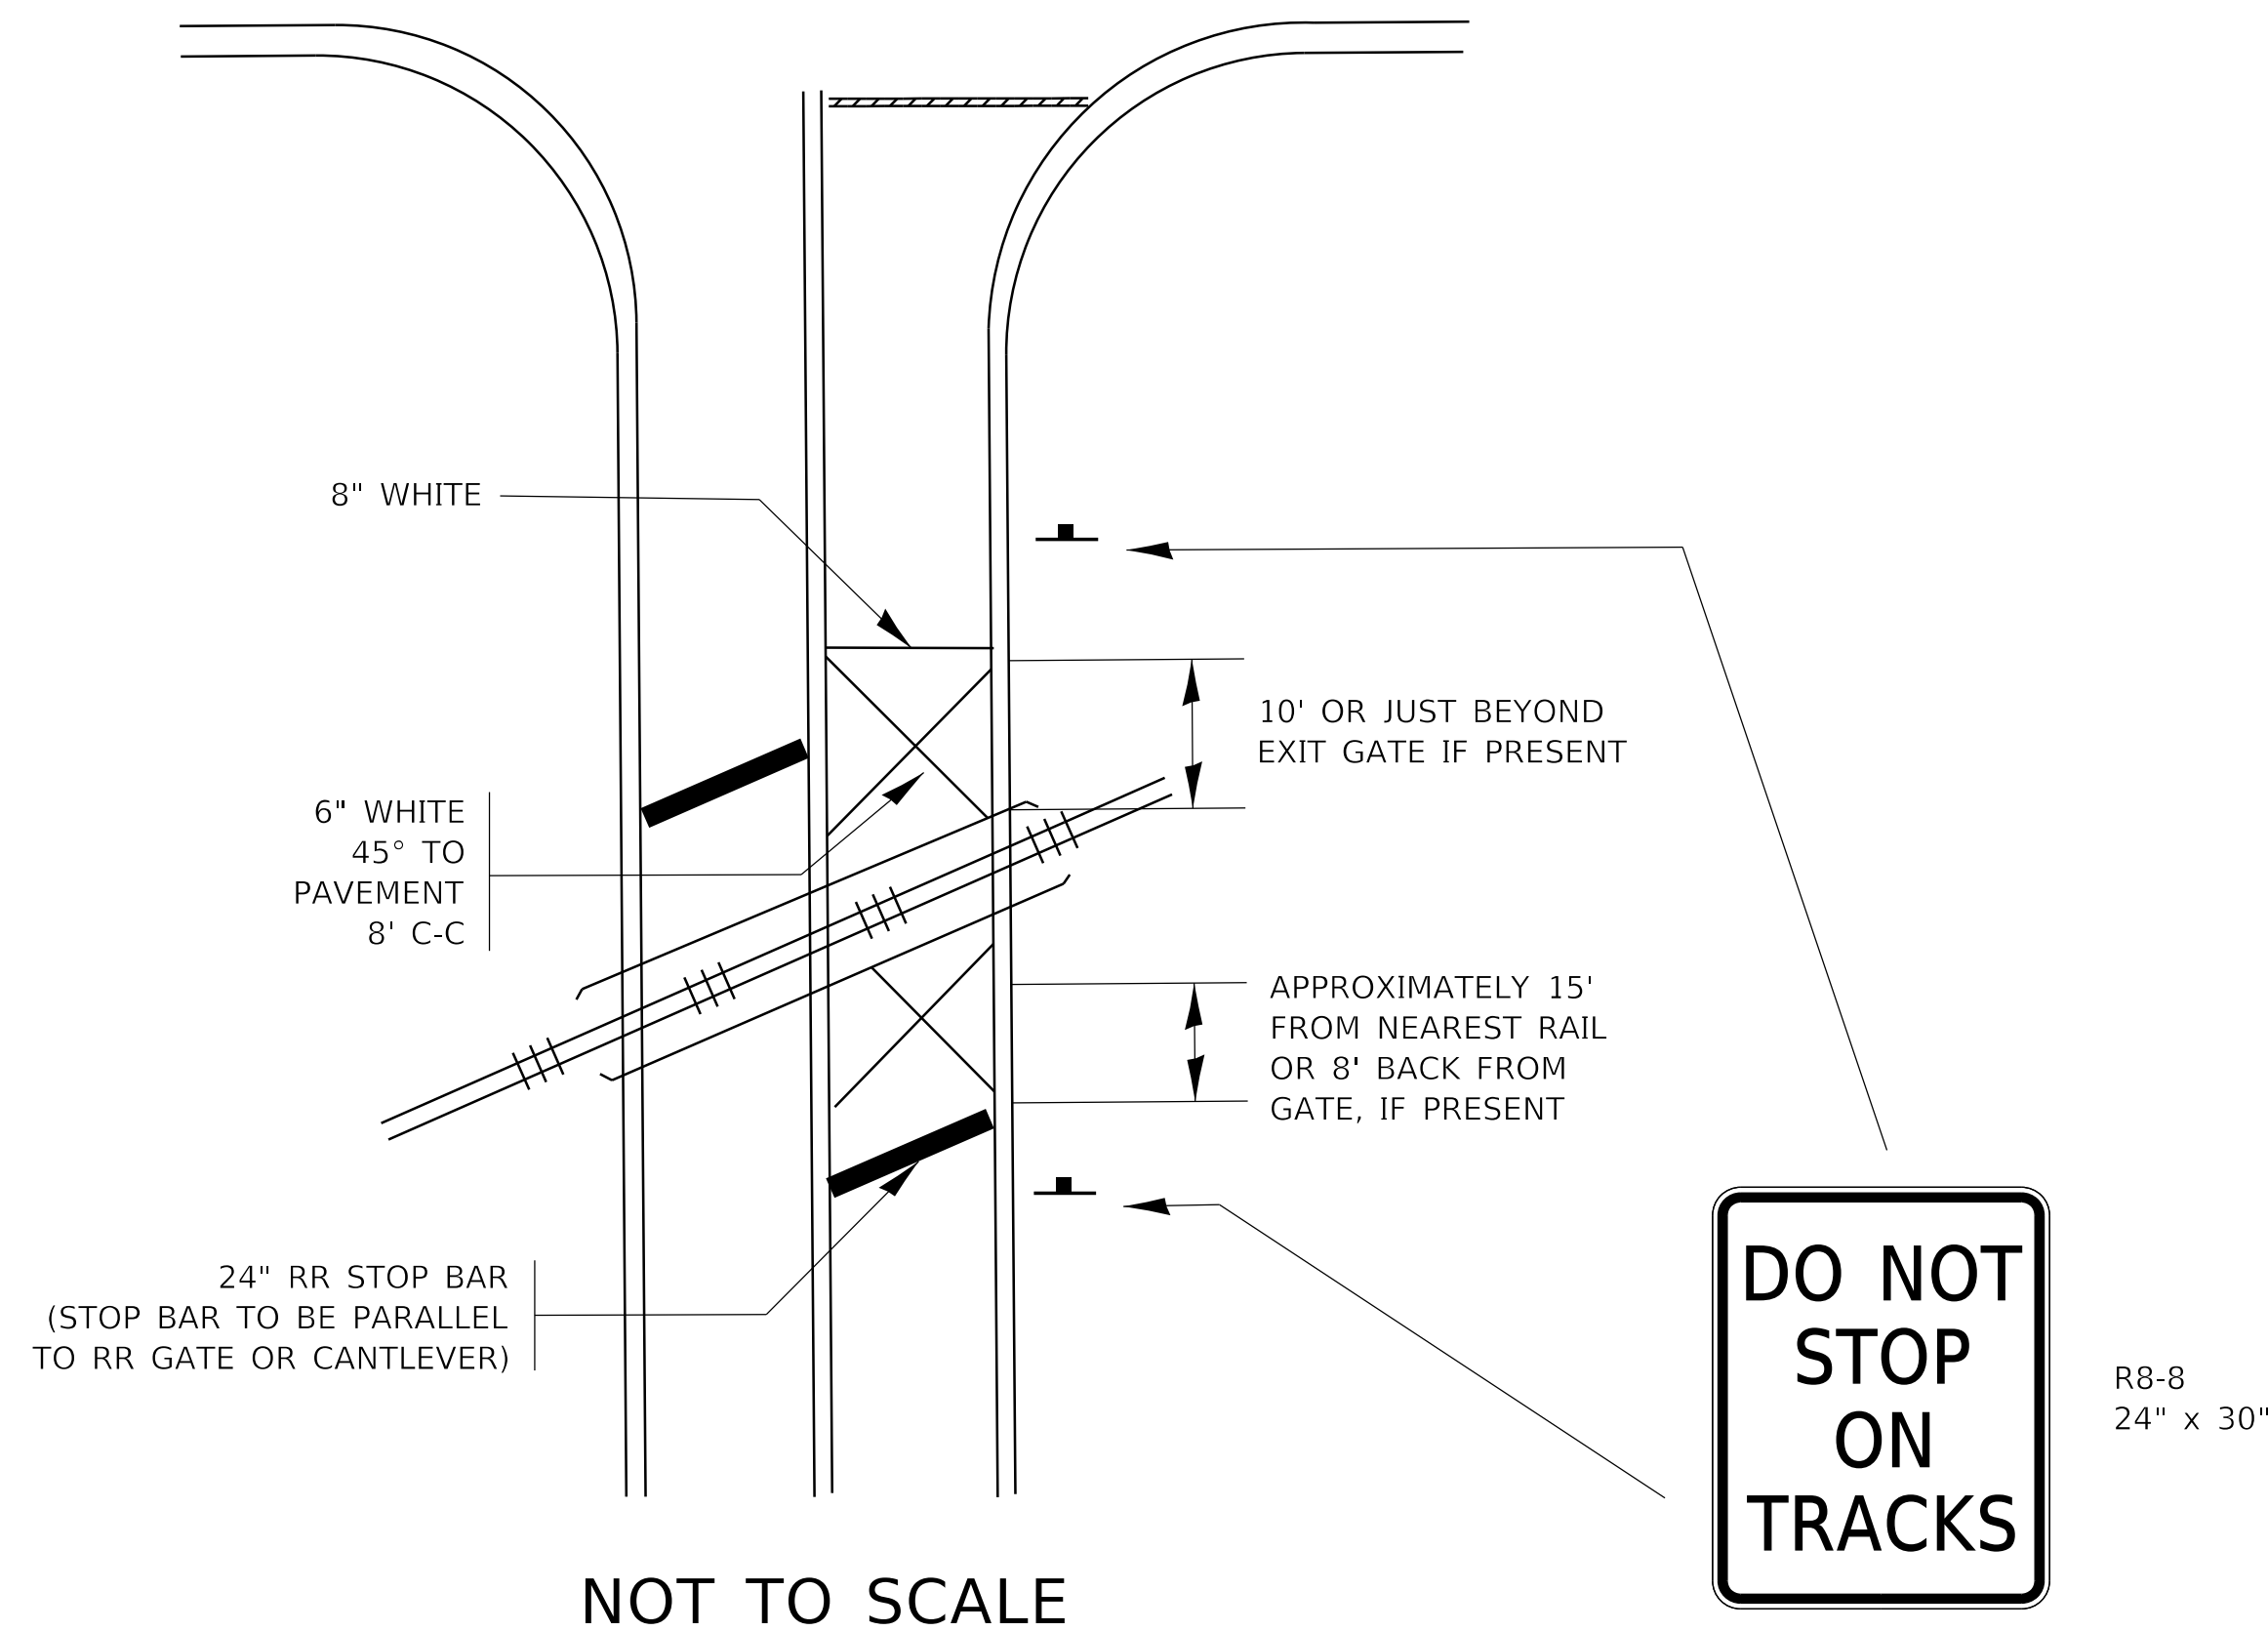 8" WHITE
10' OR JUST BEYOND
EXIT GATE IF PRESENT
6" WHITE
45° TO
PAVEMENT
8' C-C
APPROXIMATELY 15'
FROM NEAREST RAIL
OR 8' BACK FROM
GATE, IF PRESENT
24" RR STOP BAR
(STOP BAR TO BE PARALLEL
TO RR GATE OR CANTLEVER)
DO NOT
STOP
ON
TRACKS
R8-8
24" x 30"
NOT TO SCALE